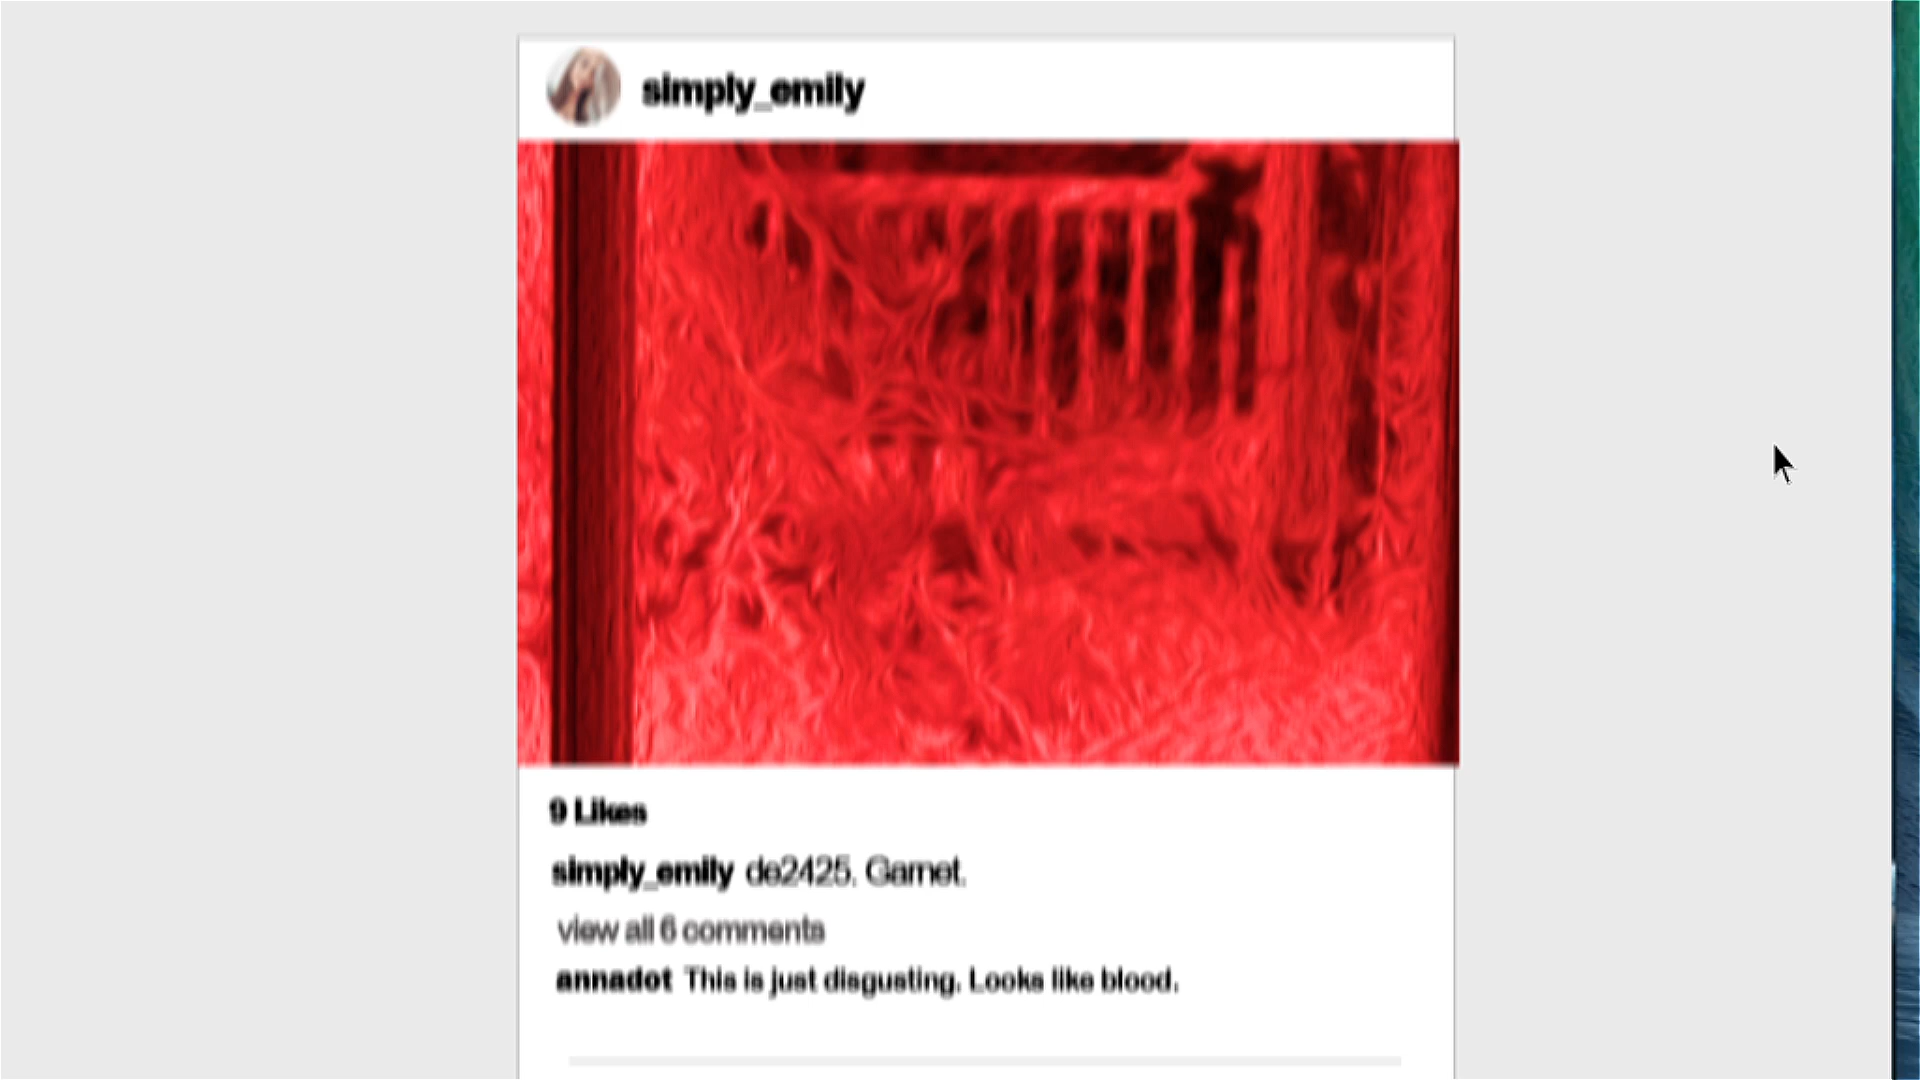 simply_emily
9 Likes
simply_emily de2425. Garnet.
view all 6 comments
annadot This is just disgusting. Looks like blood.